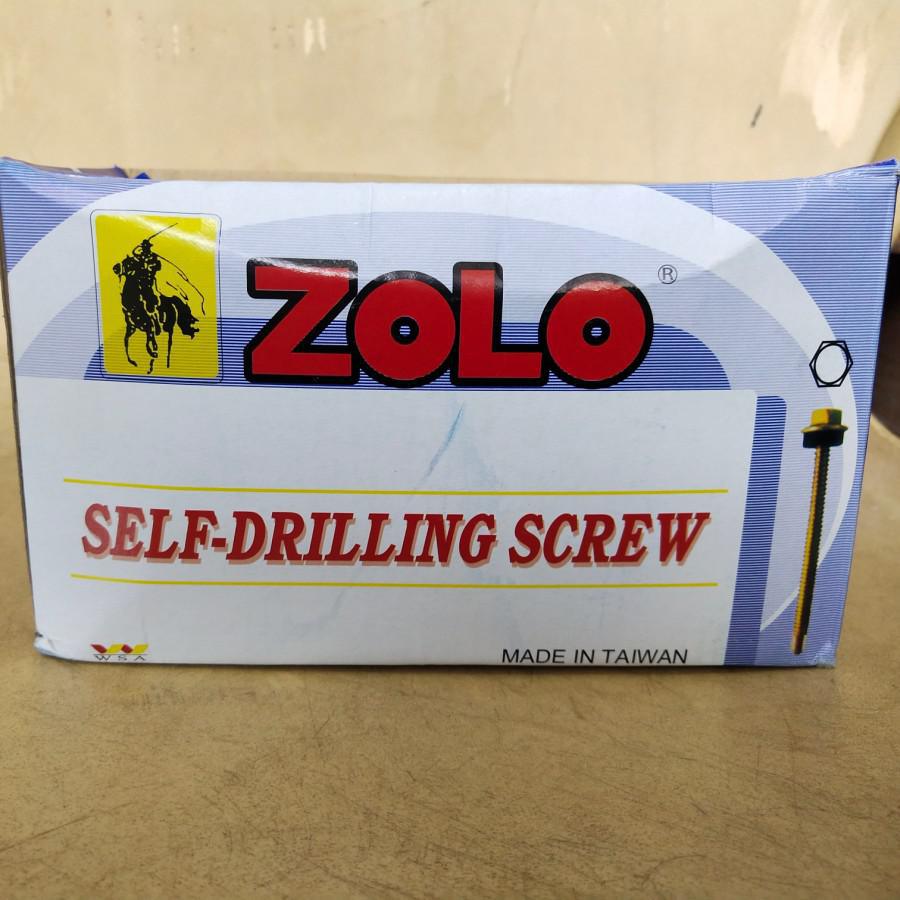 ZOLO ®
SELF-DRILLING SCREW
WSA
MADE IN TAIWAN